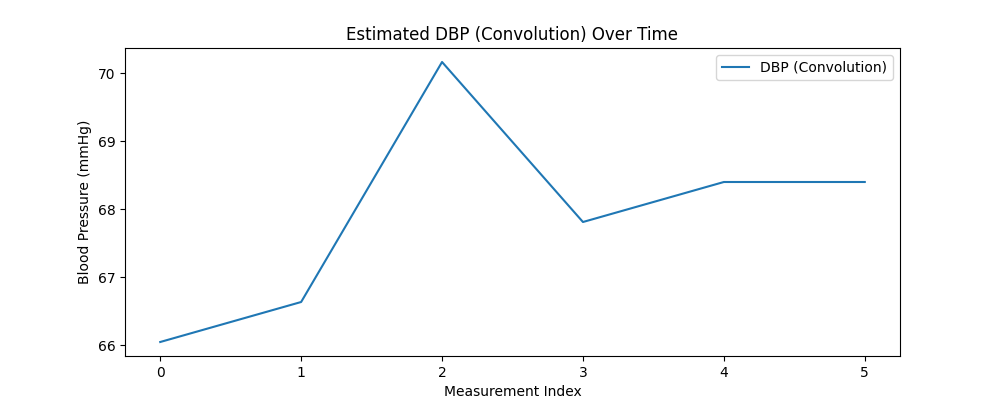 Estimated DBP (Convolution) Over Time
DBP (Convolution)
Blood Pressure (mmHg)
70
69
68
67
66
0 1 2 3 4 5
Measurement Index